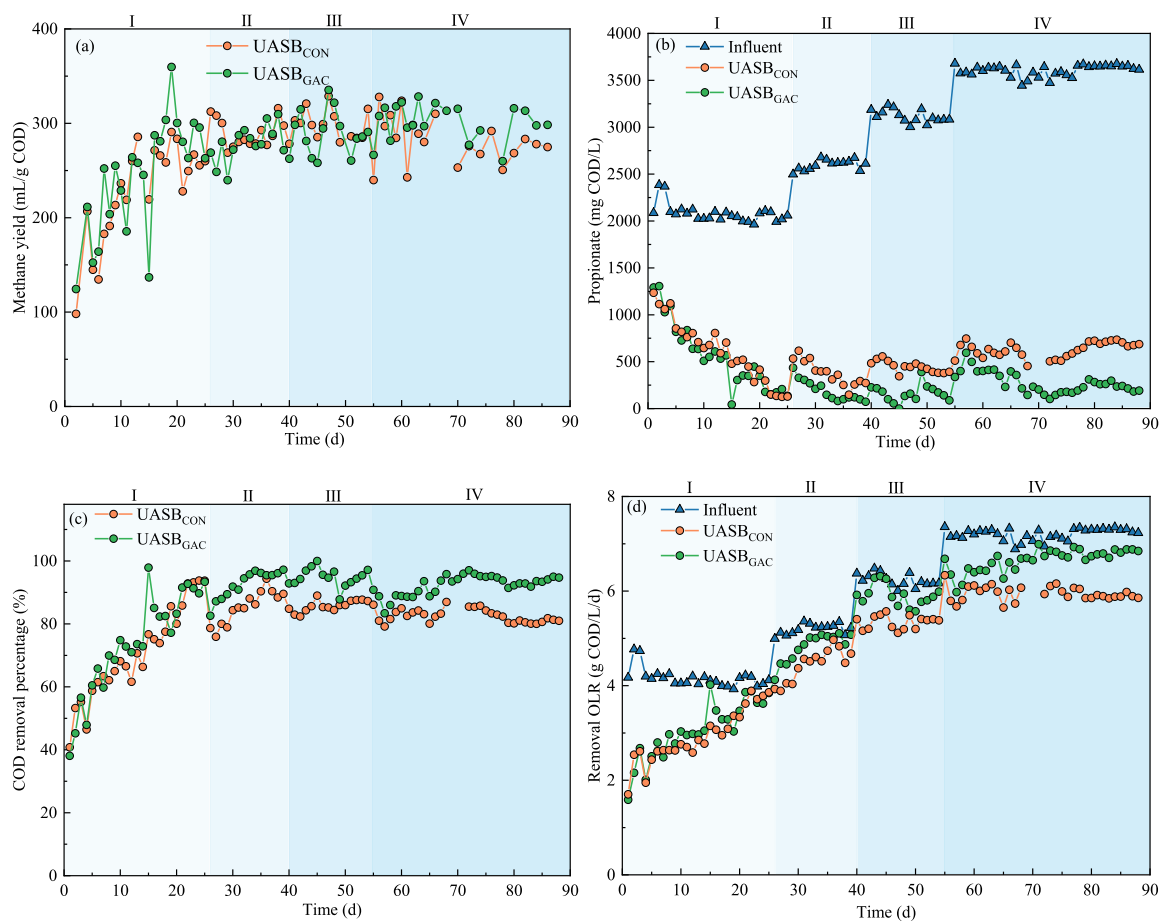 I II III IV
(a)
UASBCON
UASBGAC
Methane yield (mL/g COD)
400
300
200
100
0
0 10 20 30 40 50 60 70 80 90
Time (d)
I II III IV
(b)
Influent
UASBCON
UASBGAC
Propionate (mg COD/L)
4000
3500
3000
2500
2000
1500
1000
500
0
0 10 20 30 40 50 60 70 80 90
Time (d)
I II III IV
(c)
UASBCON
UASBGAC
COD removal percentage (%)
100
80
60
40
20
0
0 10 20 30 40 50 60 70 80 90
Time (d)
I II III IV
(d)
Influent
UASBCON
UASBGAC
Removal OLR (g COD/L/d)
8
6
4
2
0
0 10 20 30 40 50 60 70 80 90
Time (d)